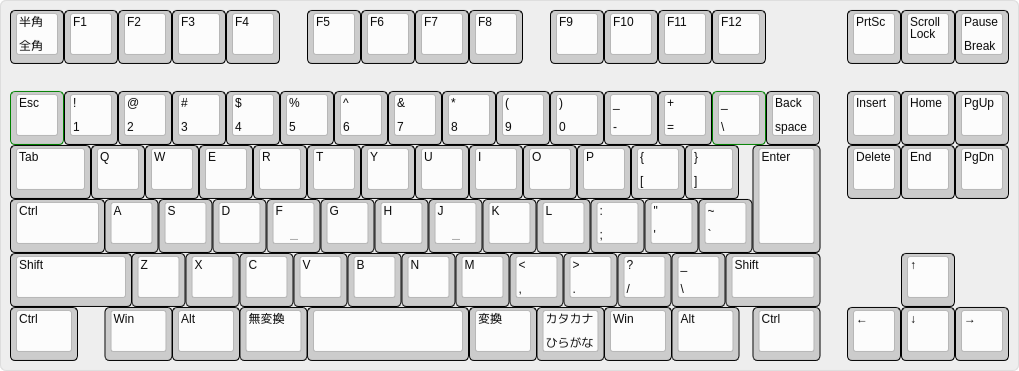 半角
全角
F1
F2
F3
F4
F5
F6
F7
F8
F9
F10
F11
F12
PrtSc
Scroll
Lock
Pause
Break
Esc
!
1
@
2
#
3
$
4
%
5
^
6
&
7
*
8
(
9
)
0
_
-
+
=
_
\
Back
space
Insert
Home
PgUp
Tab
Q
W
E
R
T
Y
U
I
O
P
{
[
}
]
Enter
Delete
End
PgDn
Ctrl
A
S
D
F
_
G
H
J
_
K
L
:
;
"
'
~
`
Shift
Z
X
C
V
B
N
M
<
,
>
.
?
/
_
\
Shift
↑
Ctrl
Win
Alt
無変換
変換
カタカナ
ひらがな
Win
Alt
Ctrl
←
↓
→